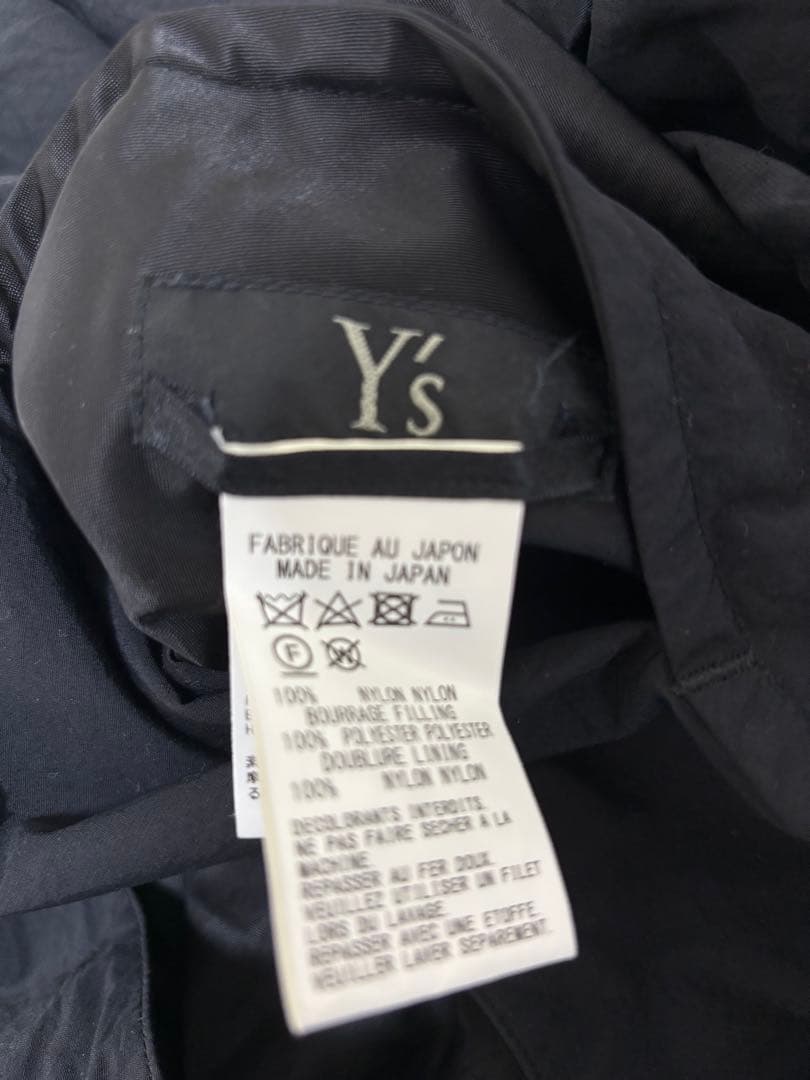 Y's
FABRIQUE AU JAPON
MADE IN JAPAN
F
W
100% NYLON NYLON
BOURRAGE FILLING
100% POLYESTER POLYESTER
DOUBLURE LINING
100% NYLON NYLON
DECOLORANTS INTERDITS.
NE PAS FAIRE SECHER A LA
MACHINE.
REPASSER AU FER DOUX.
VEUILLEZ UTILISER UN FILET
LORS DU LAVAGE.
REPASSER AVEC UNE ETOFFE.
VEUILLER LAVER SEPAREMENT.